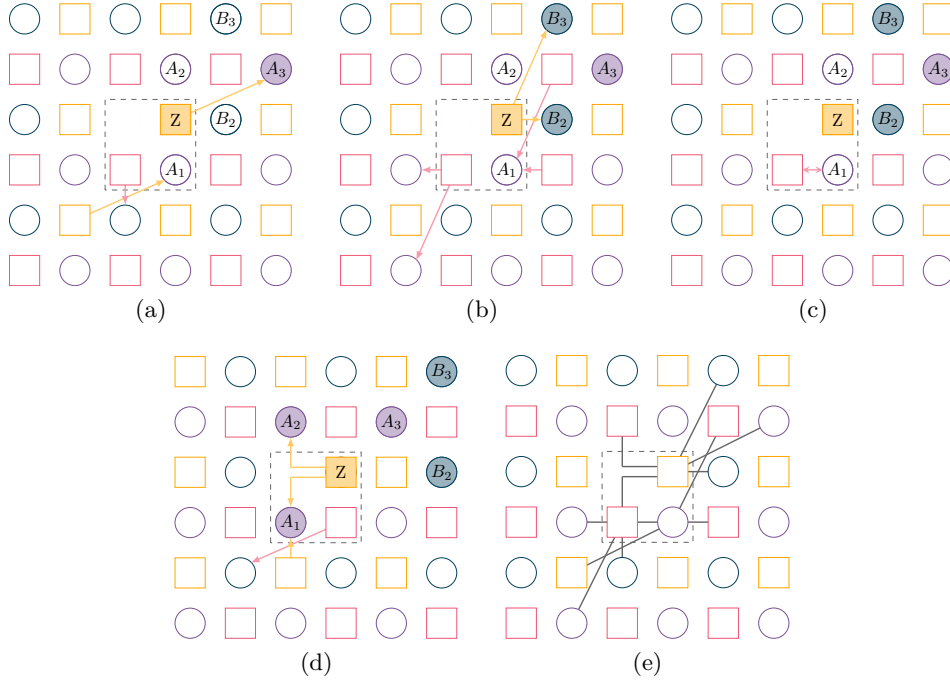 B₃ B₃ B₃
A₂ A₃ A₂ A₃ A₂ A₃
Z B₂ Z B₂ Z B₂
A₁ A₁ A₁
(a) (b) (c)
B₃
A₂ A₃
Z B₂
A₁
(d) (e)